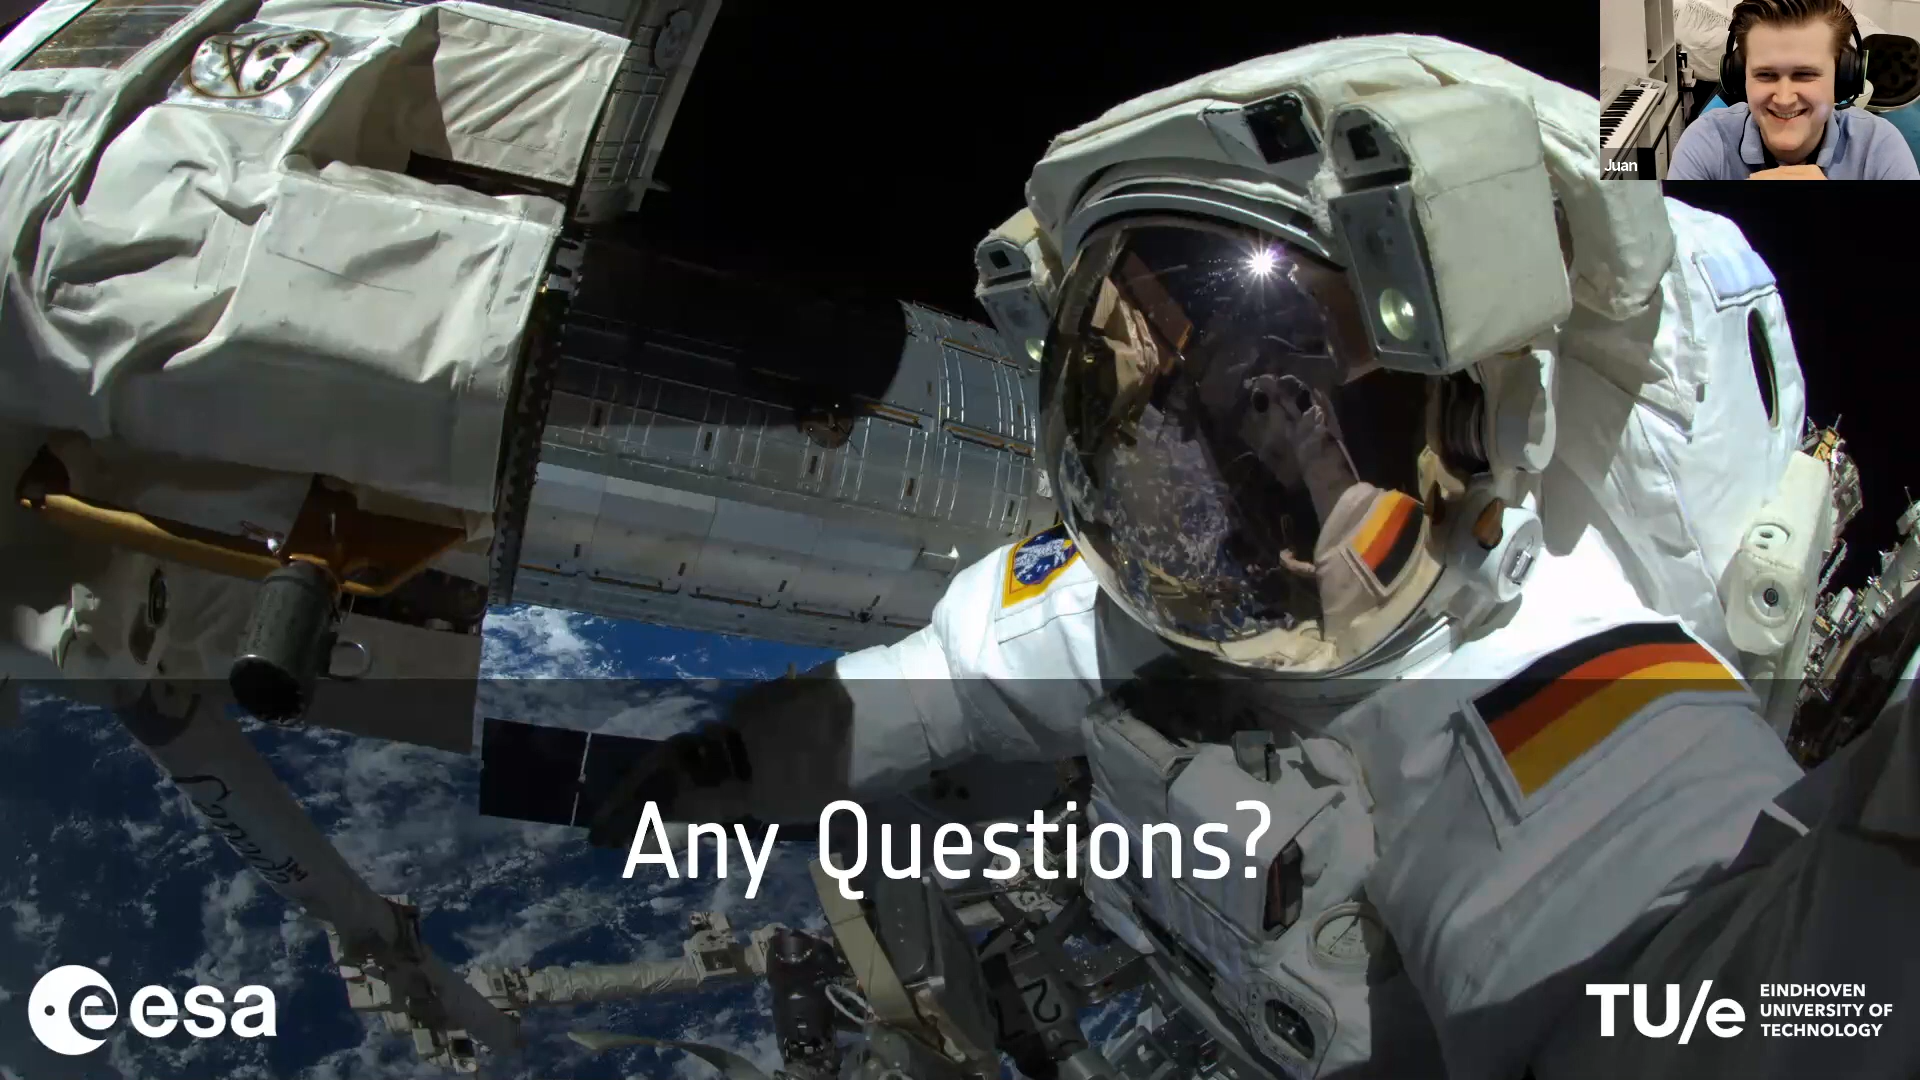 Juan
Any Questions?
esa
TU/e
EINDHOVEN
UNIVERSITY OF
TECHNOLOGY